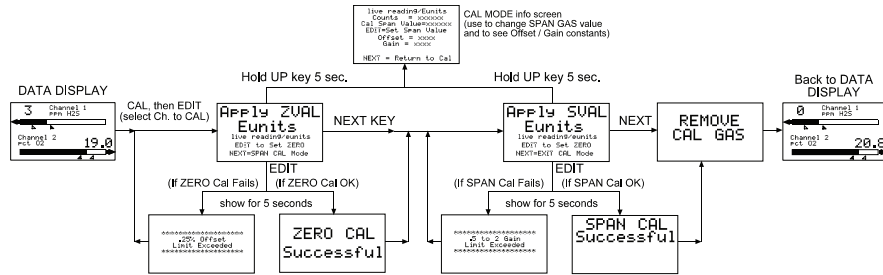 live reading/Eunits
Counts = xxxxxx
Cal Span Value=xxxxxx
EDIT=Set Span Value
Offset = xxxx
Gain = xxxx
NEXT = Return to Cal
CAL MODE info screen
(use to change SPAN GAS value
and to see Offset / Gain constants)
Hold UP key 5 sec.
Hold UP key 5 sec.
DATA DISPLAY
3 Channel 1
ppm H2S
Channel 2
pct O2 19.0
CAL, then EDIT
(select Ch. to CAL)
Apply ZVAL
Eunits
live reading/eunits
EDIT to Set ZERO
NEXT=SPAN CAL Mode
NEXT KEY
Apply SVAL
Eunits
live reading/eunits
EDIT to Set ZERO
NEXT=EXIT CAL Mode
NEXT
REMOVE
CAL GAS
Back to DATA
DISPLAY
0 Channel 1
ppm H2S
Channel 2
pct O2 20.8
EDIT
(If ZERO Cal Fails) (If ZERO Cal OK)
show for 5 seconds
********************
.25% Offset
Limit Exceeded
********************
ZERO CAL
Successful
EDIT
(If SPAN Cal Fails) (If SPAN Cal OK)
show for 5 seconds
********************
.5 to 2 Gain
Limit Exceeded
********************
SPAN CAL
Successful